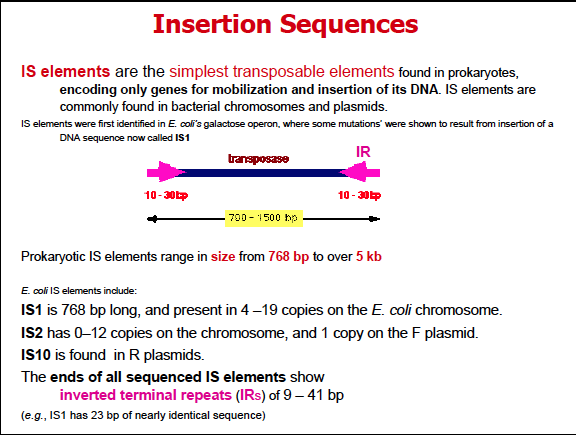 Insertion Sequences
IS elements are the simplest transposable elements found in prokaryotes,
encoding only genes for mobilization and insertion of its DNA. IS elements are
commonly found in bacterial chromosomes and plasmids.
IS elements were first identified in E. coli's galactose operon, where some mutations' were shown to result from insertion of a
DNA sequence now called IS1
transposase IR
10 - 30bp 10 - 30bp
790 - 1500 bp
Prokaryotic IS elements range in size from 768 bp to over 5 kb
E. coli IS elements include:
IS1 is 768 bp long, and present in 4 –19 copies on the E. coli chromosome.
IS2 has 0–12 copies on the chromosome, and 1 copy on the F plasmid.
IS10 is found in R plasmids.
The ends of all sequenced IS elements show
inverted terminal repeats (IRs) of 9 – 41 bp
(e.g., IS1 has 23 bp of nearly identical sequence)